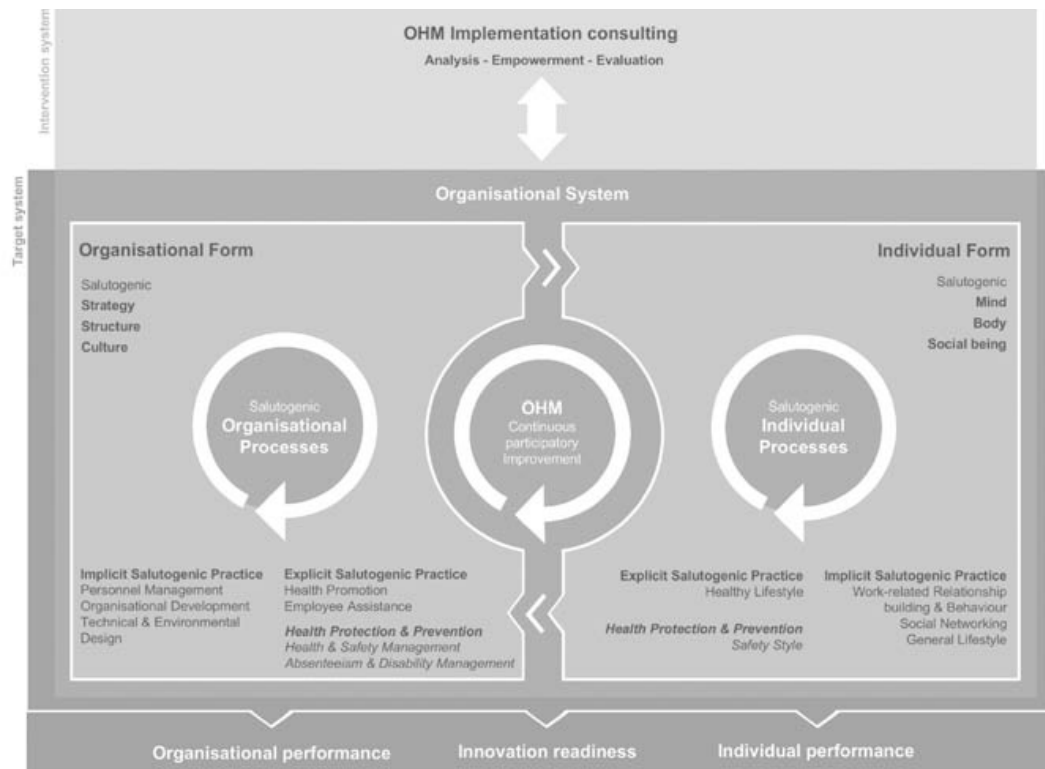 Intervention system
OHM Implementation consulting
Analysis - Empowerment - Evaluation
Target system
Organisational System
Organisational Form
Salutogenic
Strategy
Structure
Culture
Individual Form
Salutogenic
Mind
Body
Social being
Salutogenic
Organisational
Processes
OHM
Continuous
participatory
Improvement
Salutogenic
Individual
Processes
Implicit Salutogenic Practice
Personnel Management
Organisational Development
Technical & Environmental
Design
Explicit Salutogenic Practice
Health Promotion
Employee Assistance
Health Protection & Prevention
Health & Safety Management
Absenteeism & Disability Management
Explicit Salutogenic Practice
Healthy Lifestyle
Health Protection & Prevention
Safety Style
Implicit Salutogenic Practice
Work-related Relationship
building & Behaviour
Social Networking
General Lifestyle
Organisational performance
Innovation readiness
Individual performance